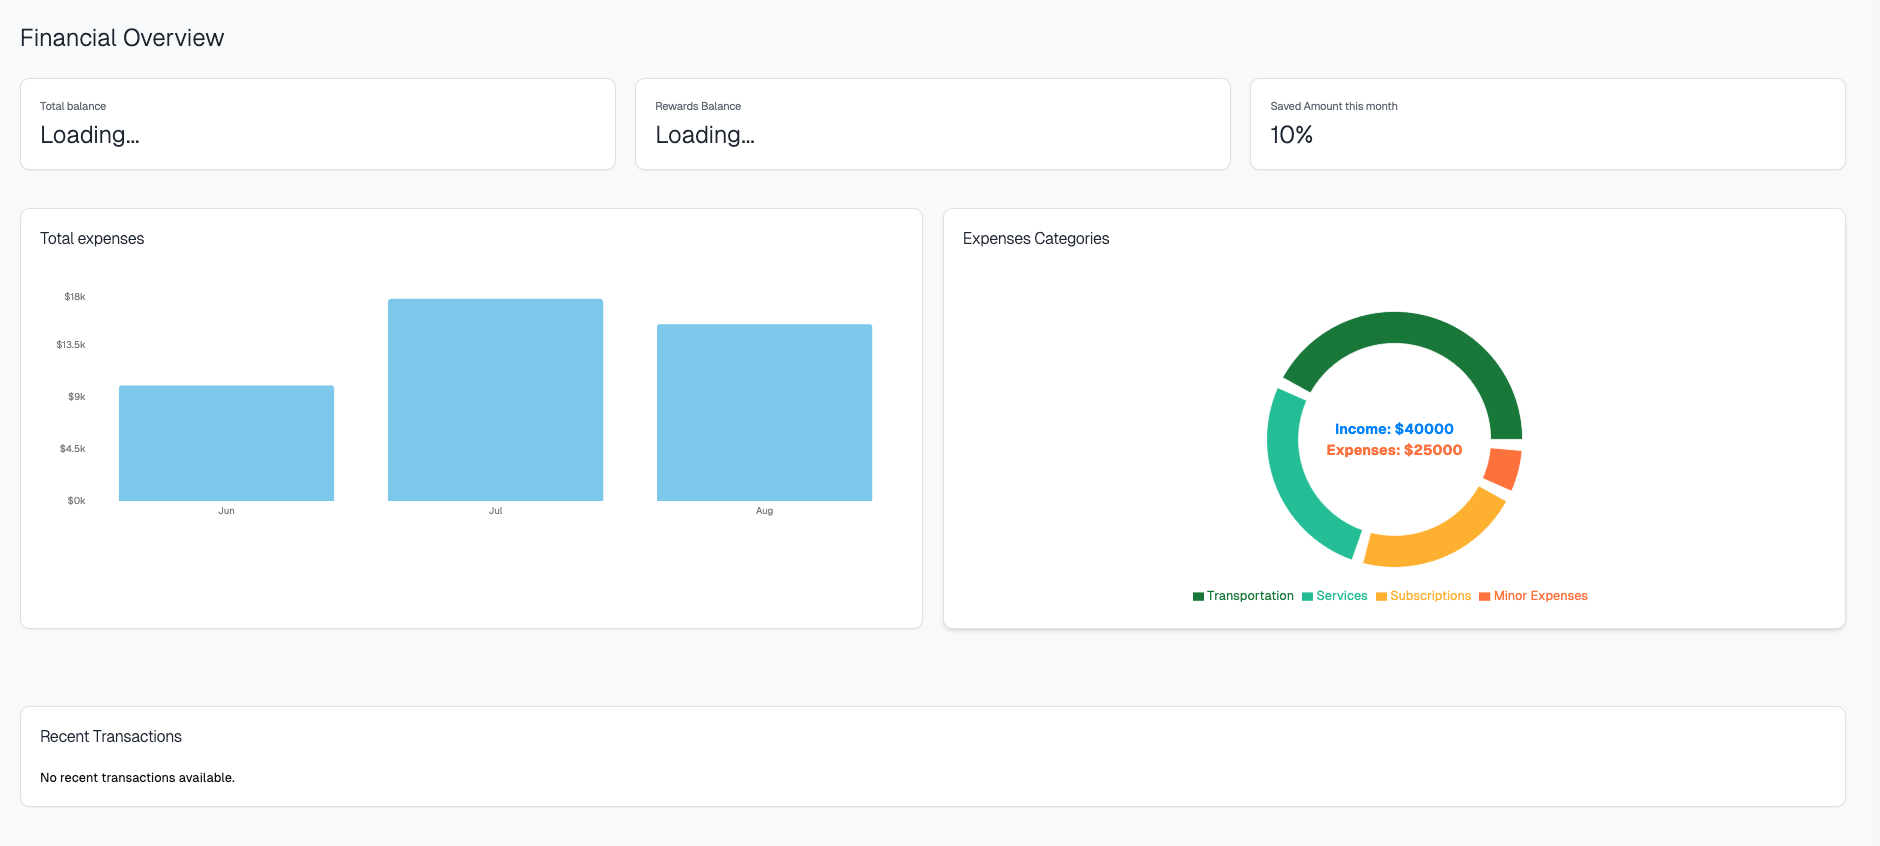 Financial Overview
Total balance
Loading...
Rewards Balance
Loading...
Saved Amount this month
10%
Total expenses
$18k
$13.5k
$9k
$4.5k
$0k
Jun
Jul
Aug
Expenses Categories
Income: $40000
Expenses: $25000
Transportation
Services
Subscriptions
Minor Expenses
Recent Transactions
No recent transactions available.